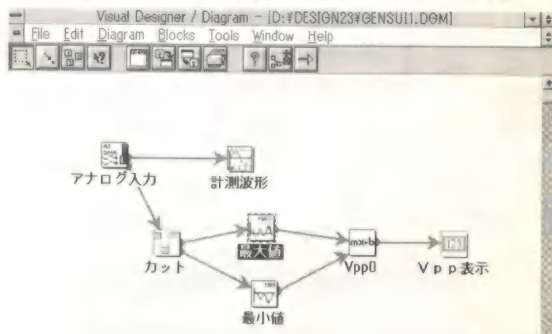 Visual Designer / Diagram - [D:¥DESIGN23¥GENSUI1.DGM]
File Edit Diagram Blocks Tools Window Help
アナログ入力
計測波形
カット
最大値
mx+b
Vpp0
Vpp表示
最小値